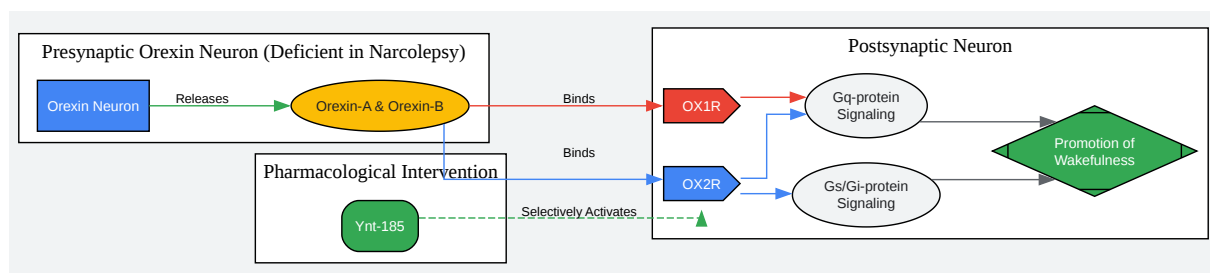 Presynaptic Orexin Neuron (Deficient in Narcolepsy)
Orexin Neuron
Releases
Orexin-A & Orexin-B
Binds
Binds
Pharmacological Intervention
Ynt-185
Selectively Activates
Postsynaptic Neuron
OX1R
OX2R
Gq-protein
Signaling
Gs/Gi-protein
Signaling
Promotion of
Wakefulness